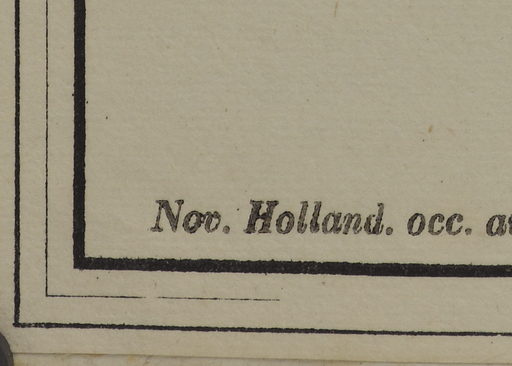 Nov. Holland. occ. a